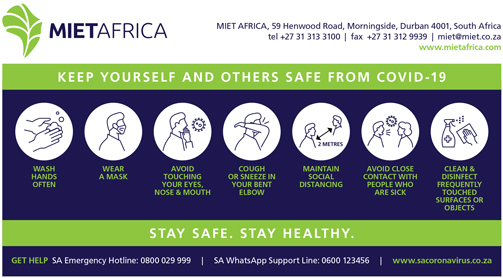 MIETAFRICA
MIET AFRICA, 59 Henwood Road, Morningside, Durban 4001, South Africa
tel +27 31 313 3100 | fax +27 31 312 9939 | miet@miet.co.za
www.mietafrica.com
KEEP YOURSELF AND OTHERS SAFE FROM COVID-19
2 METRES
WASH
HANDS
OFTEN
WEAR
A MASK
AVOID
TOUCHING
YOUR EYES,
NOSE & MOUTH
COUGH
OR SNEEZE IN
YOUR BENT
ELBOW
MAINTAIN
SOCIAL
DISTANCING
AVOID CLOSE
CONTACT WITH
PEOPLE WHO
ARE SICK
CLEAN &
DISINFECT
FREQUENTLY
TOUCHED
SURFACES OR
OBJECTS
STAY SAFE. STAY HEALTHY.
GET HELP SA Emergency Hotline: 0800 029 999 | SA WhatsApp Support Line: 0600 123456 | www.sacoronavirus.co.za